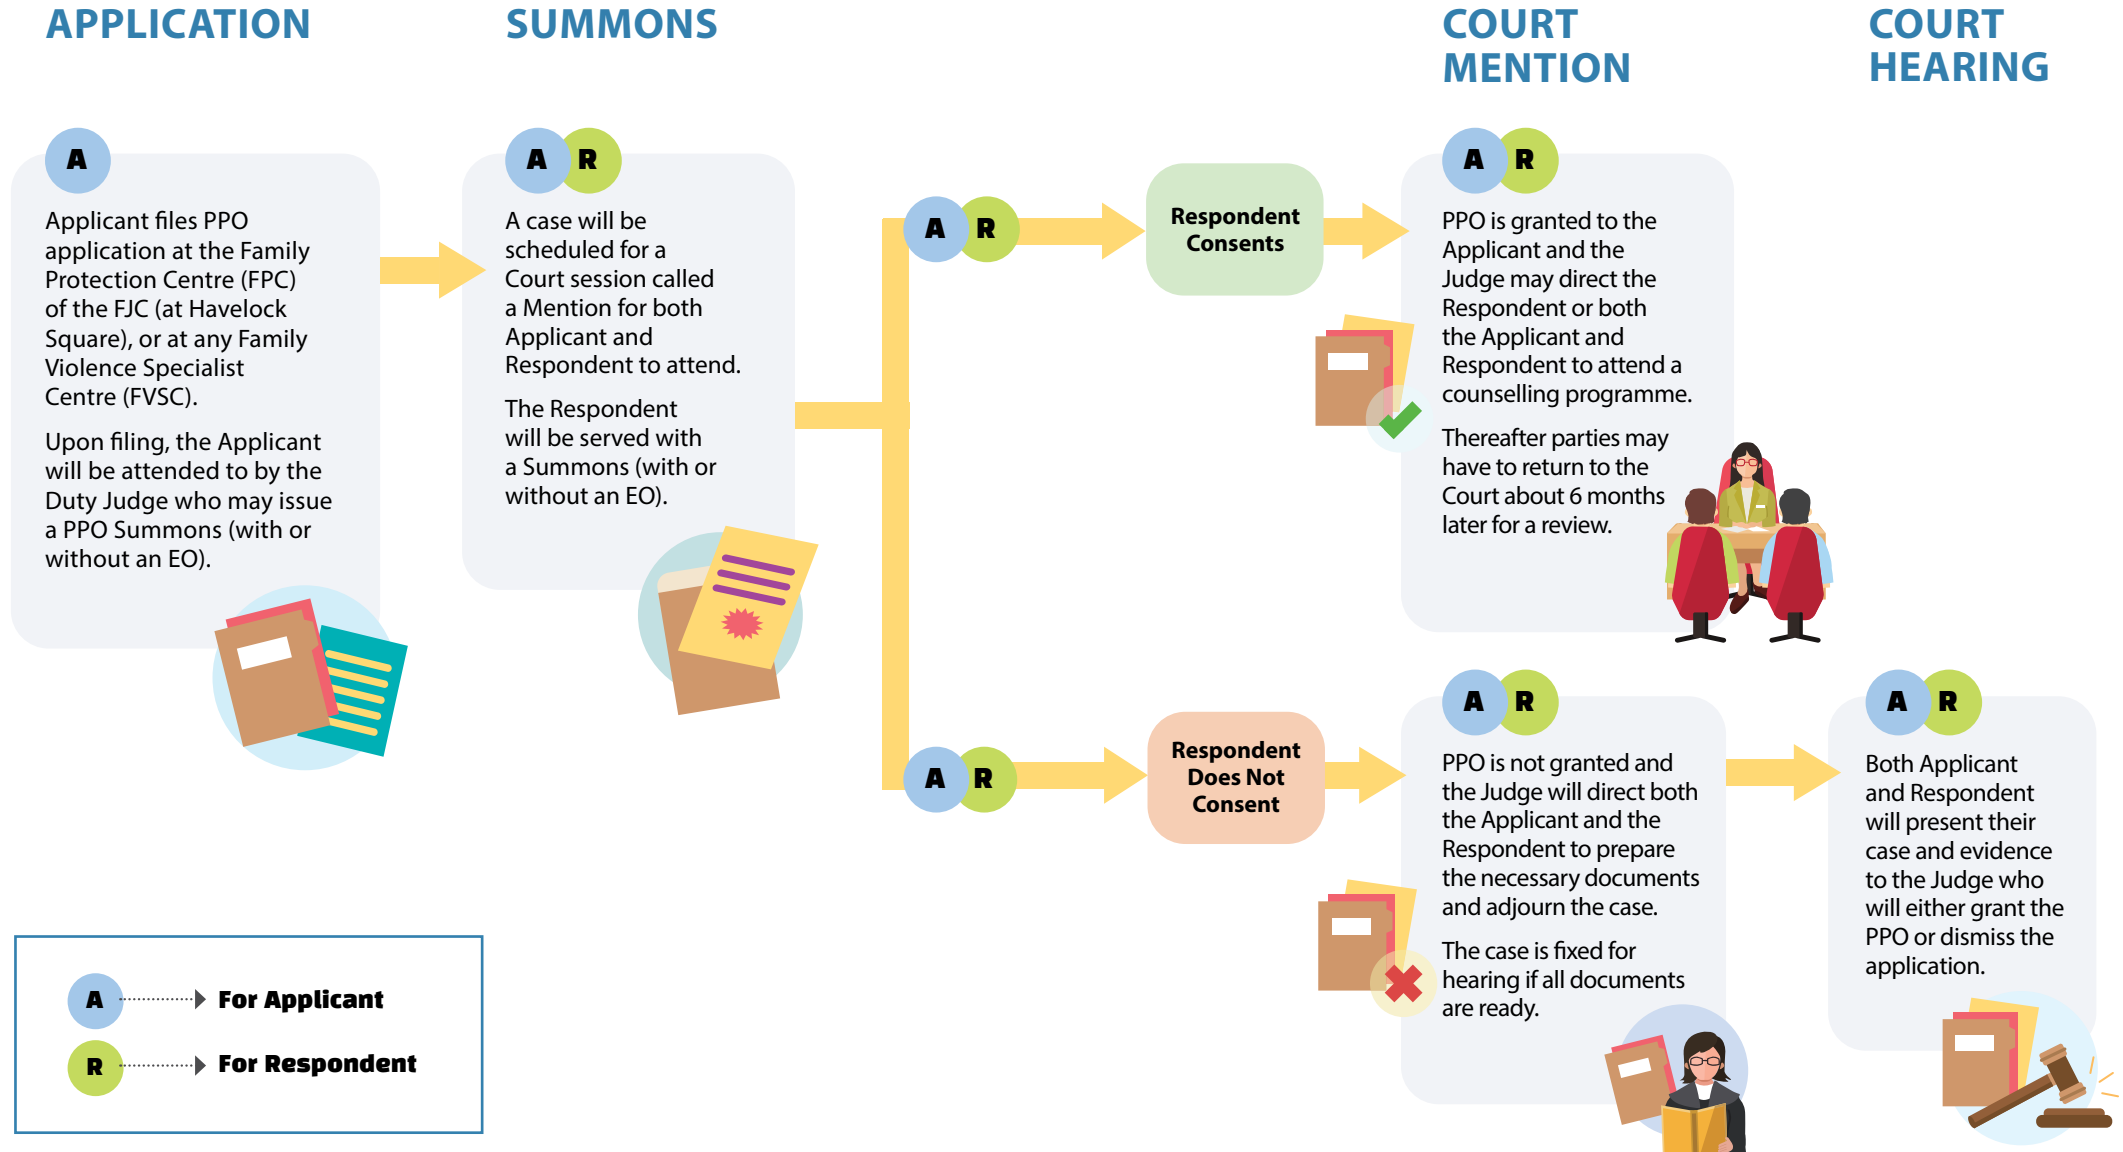 APPLICATION
A
Applicant files PPO
application at the Family
Protection Centre (FPC)
of the FJC (at Havelock
Square), or at any Family
Violence Specialist
Centre (FVSC).
Upon filing, the Applicant
will be attended to by the
Duty Judge who may issue
a PPO Summons (with or
without an EO).
SUMMONS
A R
A case will be
scheduled for a
Court session called
a Mention for both
Applicant and
Respondent to attend.
The Respondent
will be served with
a Summons (with or
without an EO).
A R
Respondent
Consents
COURT
MENTION
A R
PPO is granted to the
Applicant and the
Judge may direct the
Respondent or both
the Applicant and
Respondent to attend a
counselling programme.
Thereafter parties may
have to return to the
Court about 6 months
later for a review.
A R
Respondent
Does Not
Consent
A R
PPO is not granted and
the Judge will direct both
the Applicant and the
Respondent to prepare
the necessary documents
and adjourn the case.
The case is fixed for
hearing if all documents
are ready.
COURT
HEARING
A R
Both Applicant
and Respondent
will present their
case and evidence
to the Judge who
will either grant the
PPO or dismiss the
application.
A For Applicant
R For Respondent